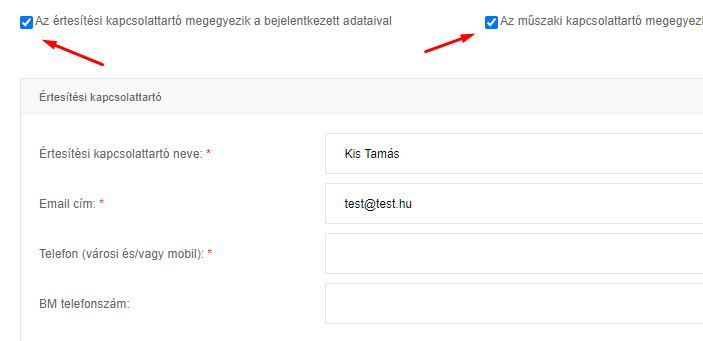 Az értesítési kapcsolattartó megegyezik a bejelentkezett adataival
Az műszaki kapcsolattartó
Értesítési kapcsolattartó
Értesítési kapcsolattartó neve: *
Kis Tamás
Email cím: *
test@test.hu
Telefon (városi és/vagy mobil): *
BM telefonszám: